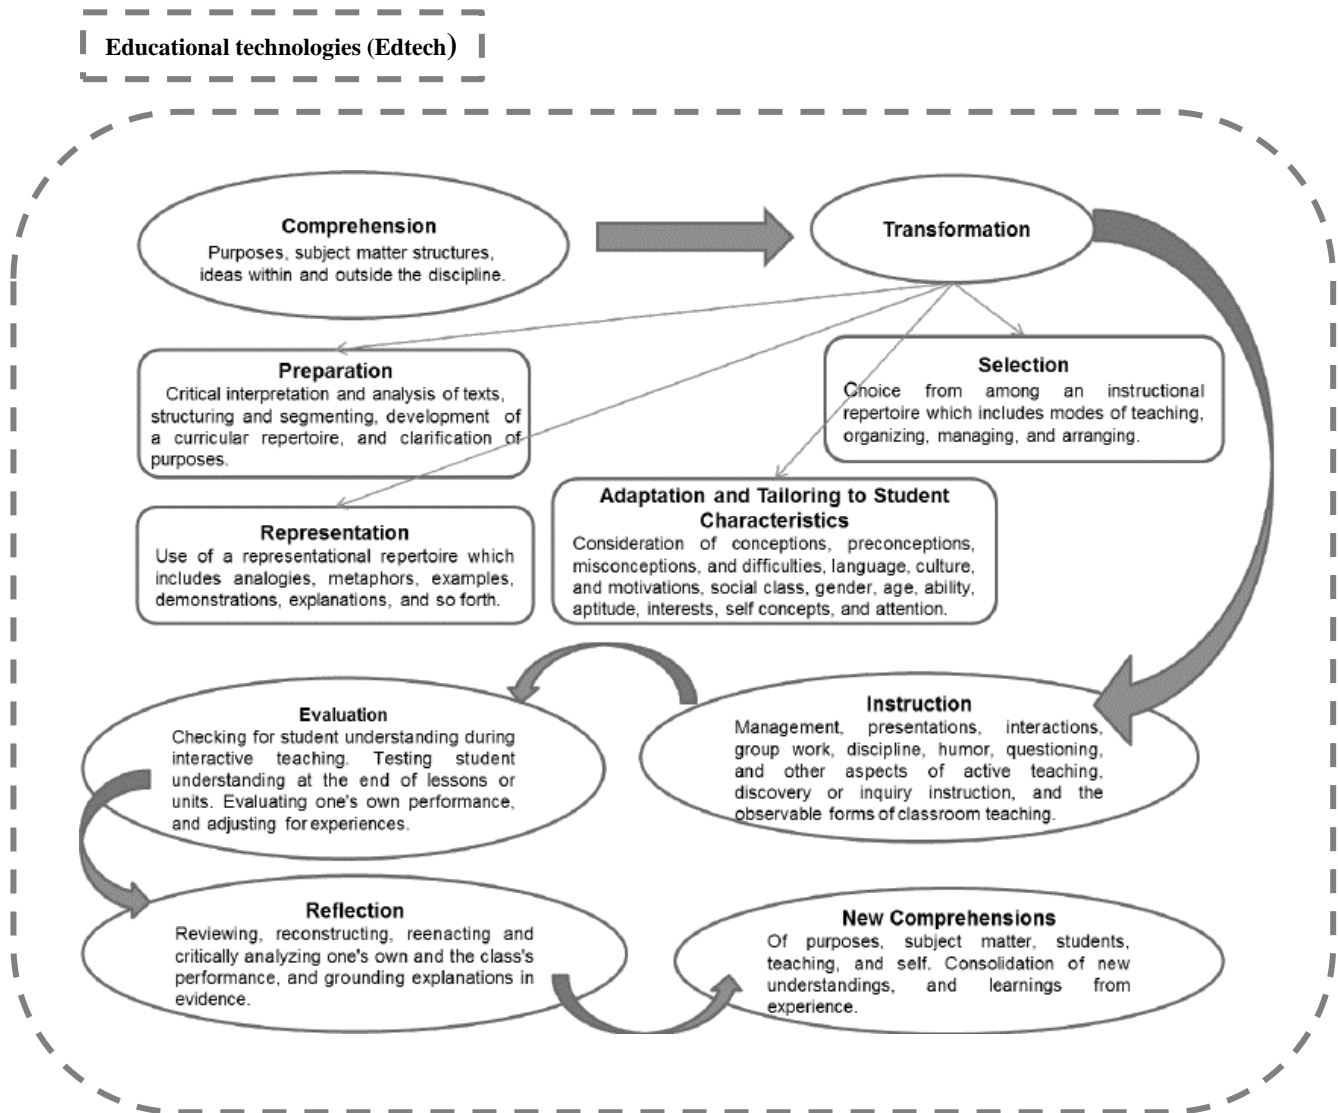 Educational technologies (Edtech)
Comprehension
Purposes, subject matter structures,
ideas within and outside the discipline.
Transformation
Preparation
Critical interpretation and analysis of texts,
structuring and segmenting, development of
a curricular repertoire, and clarification of
purposes.
Selection
Choice from among an instructional
repertoire which includes modes of teaching,
organizing, managing, and arranging.
Representation
Use of a representational repertoire which
includes analogies, metaphors, examples,
demonstrations, explanations, and so forth.
Adaptation and Tailoring to Student
Characteristics
Consideration of conceptions, preconceptions,
misconceptions, and difficulties, language, culture,
and motivations, social class, gender, age, ability,
aptitude, interests, self concepts, and attention.
Evaluation
Checking for student understanding during
interactive teaching. Testing student
understanding at the end of lessons or
units. Evaluating one's own performance,
and adjusting for experiences.
Instruction
Management, presentations, interactions,
group work, discipline, humor, questioning,
and other aspects of active teaching,
discovery or inquiry instruction, and the
observable forms of classroom teaching.
Reflection
Reviewing, reconstructing, reenacting and
critically analyzing one's own and the class's
performance, and grounding explanations in
evidence.
New Comprehensions
Of purposes, subject matter, students,
teaching, and self. Consolidation of new
understandings, and learnings from
experience.